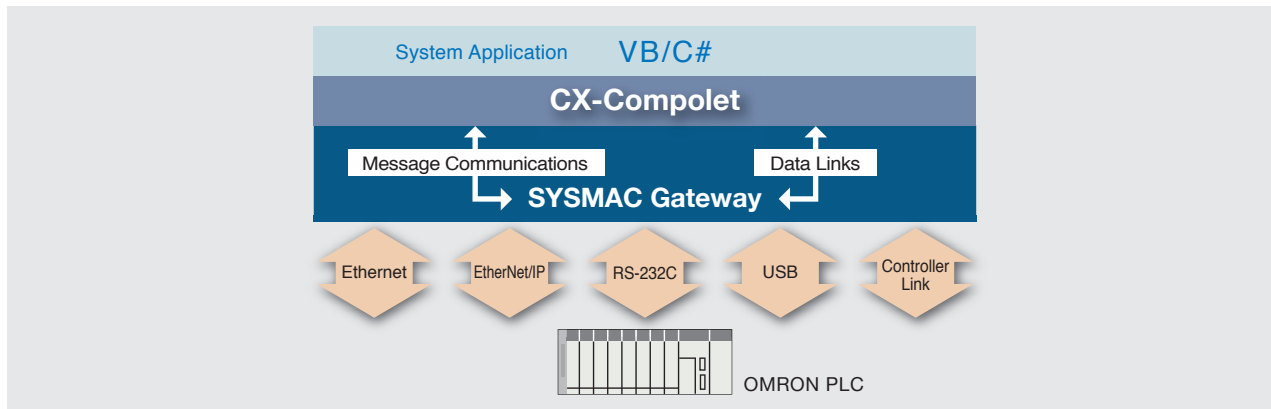 System Application VB/C#
CX-Compolet
Message Communications Data Links
SYSMAC Gateway
Ethernet EtherNet/IP RS-232C USB Controller
Link
OMRON PLC